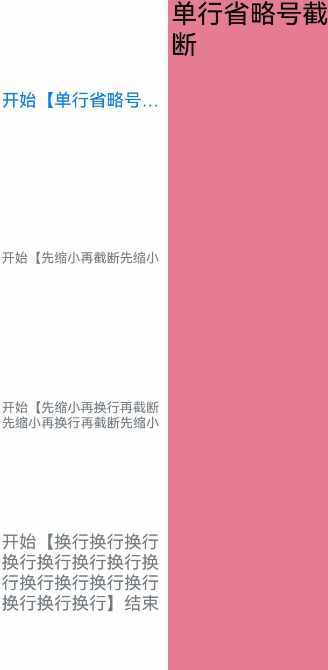 开始【单行省略号…
开始【先缩小再截断先缩小
开始【先缩小再换行再截断
先缩小再换行再截断先缩小
开始【换行换行换行
换行换行换行换行换
行换行换行换行换行
换行换行换行】结束
单行省略号截
断